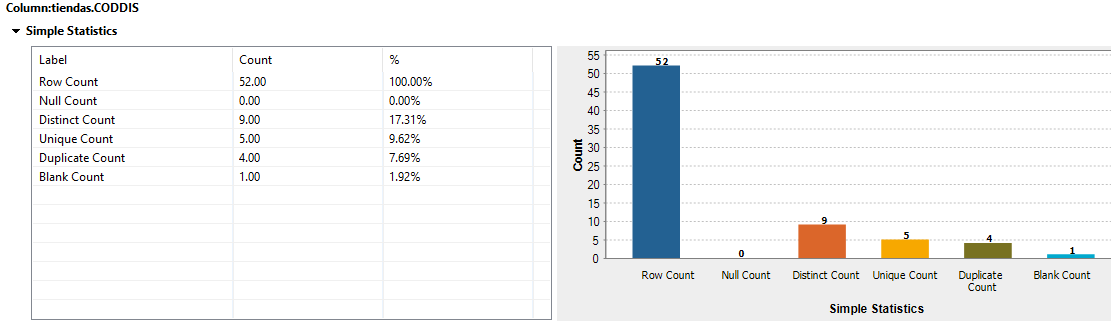 Column:tiendas.CODDIS
Simple Statistics
Label Count %
Row Count 52.00 100.00%
Null Count 0.00 0.00%
Distinct Count 9.00 17.31%
Unique Count 5.00 9.62%
Duplicate Count 4.00 7.69%
Blank Count 1.00 1.92%
55
50
45
40
35
30
25
20
15
10
5
0
Count
52
0
9
5
4
1
Row Count
Null Count
Distinct Count
Unique Count
Duplicate
Count
Blank Count
Simple Statistics